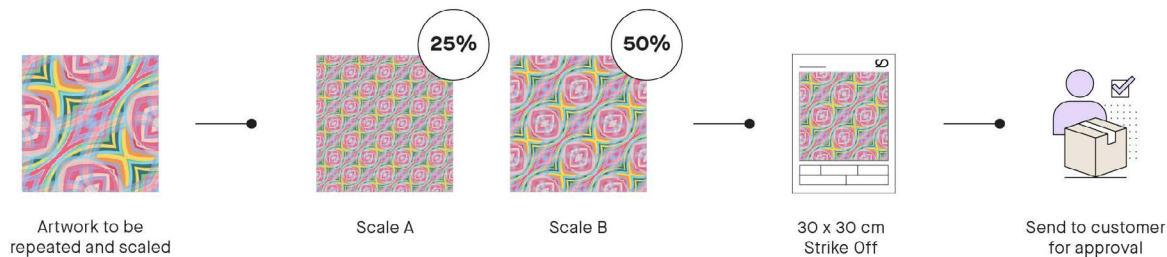 25%
50%
Artwork to be
repeated and scaled
Scale A
Scale B
30 x 30 cm
Strike Off
Send to customer
for approval